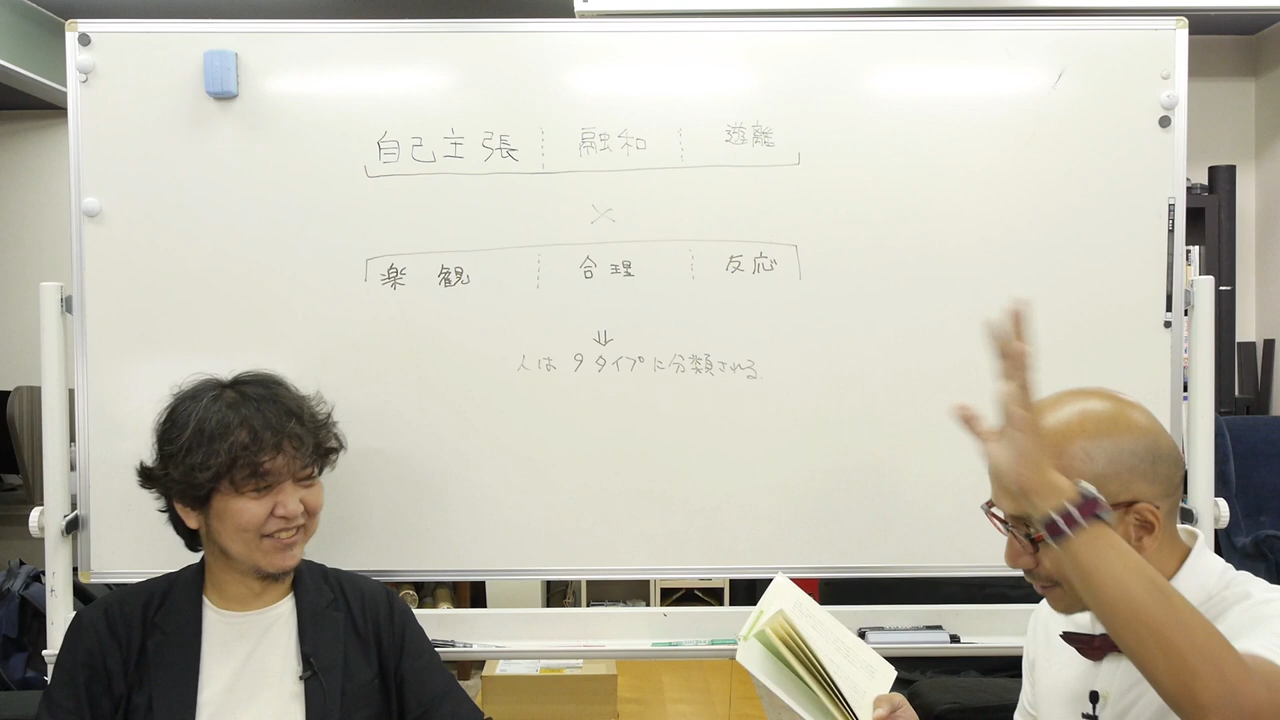 自己主張 融和 遊離
×
楽観 合理 反応
⇓
人は9タイプに分類される.